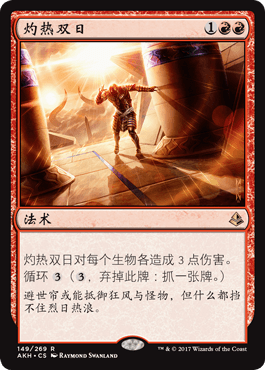 灼热双日 1
法术
灼热双日对每个生物各造成 3 点伤害。
循环 3（3，弃掉此牌：抓一张牌。）
避世帘或能抵御狂风与怪物，但什么都挡
不住烈日热浪。
149/269 R
AKH • CS RAYMOND SWANLAND
™ & © 2017 Wizards of the Coast